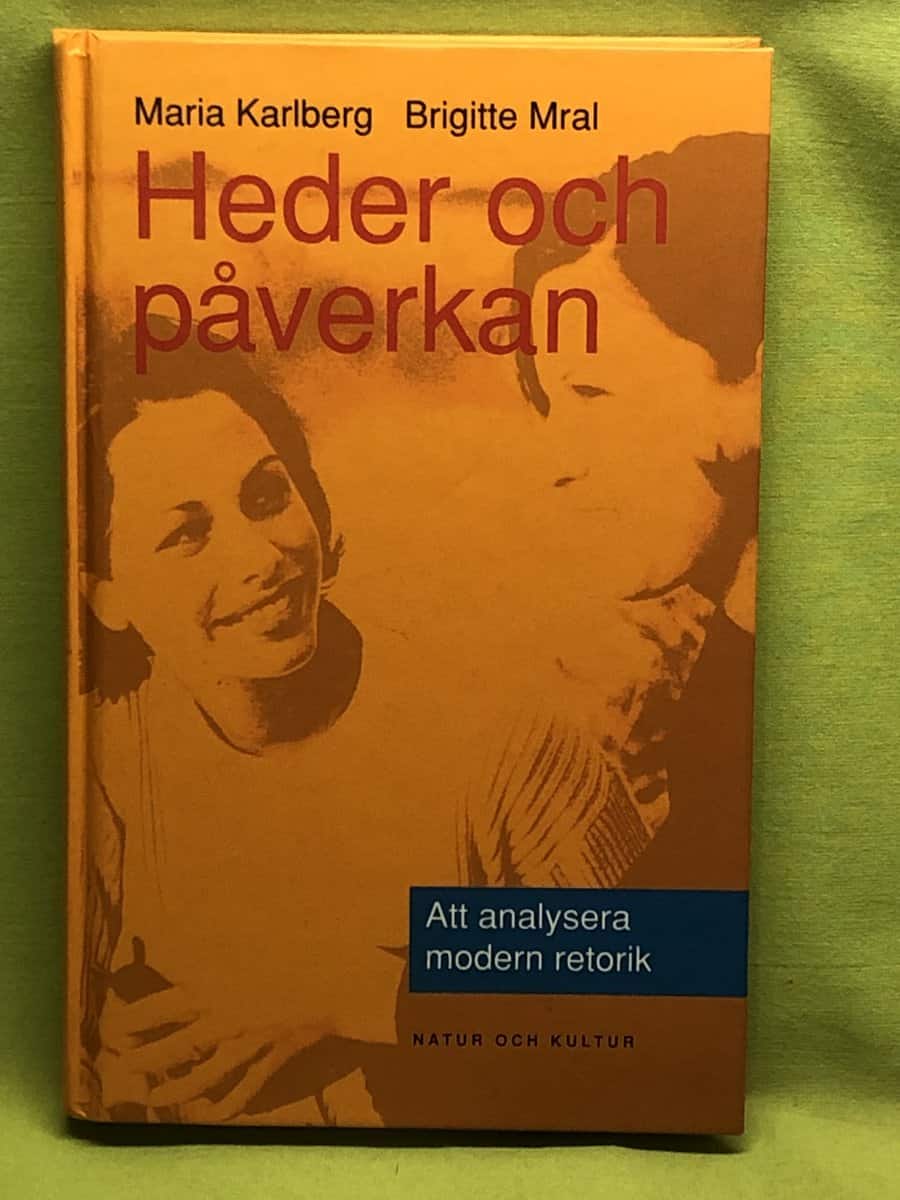 Maria Karlberg Brigitte Mral
Heder och
påverkan
Att analysera
modern retorik
NATUR OCH KULTUR